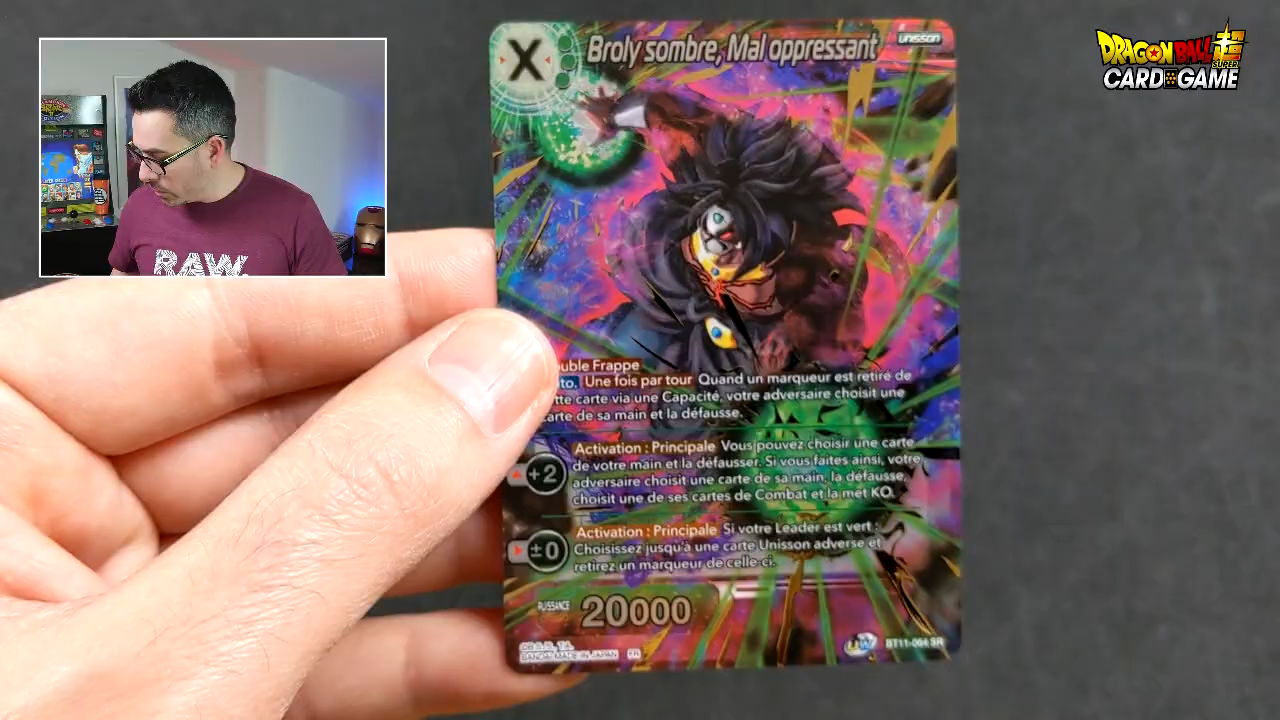 X
Broly sombre, Mal oppressant
UNISSON
DRAGON BALL
SUPER
CARD GAME
RAW.
uble Frappe
to. Une fois par tour Quand un marqueur est retiré de
tte carte via une Capacité, votre adversaire choisit une
arte de sa main et la défausse.
Activation : Principale Vous pouvez choisir une carte
de votre main et la défausser. Si vous faites ainsi, votre
adversaire choisit une carte de sa main, la défausse,
choisit une de ses cartes de Combat et la met KO.
+2
Activation : Principale Si votre Leader est vert :
Choisissez jusqu'à une carte Unisson adverse et
retirez un marqueur de celle-ci.
±0
PUISSANCE
20000
BANDAI MADE IN JAPAN FR
UW
BT11-064 SR